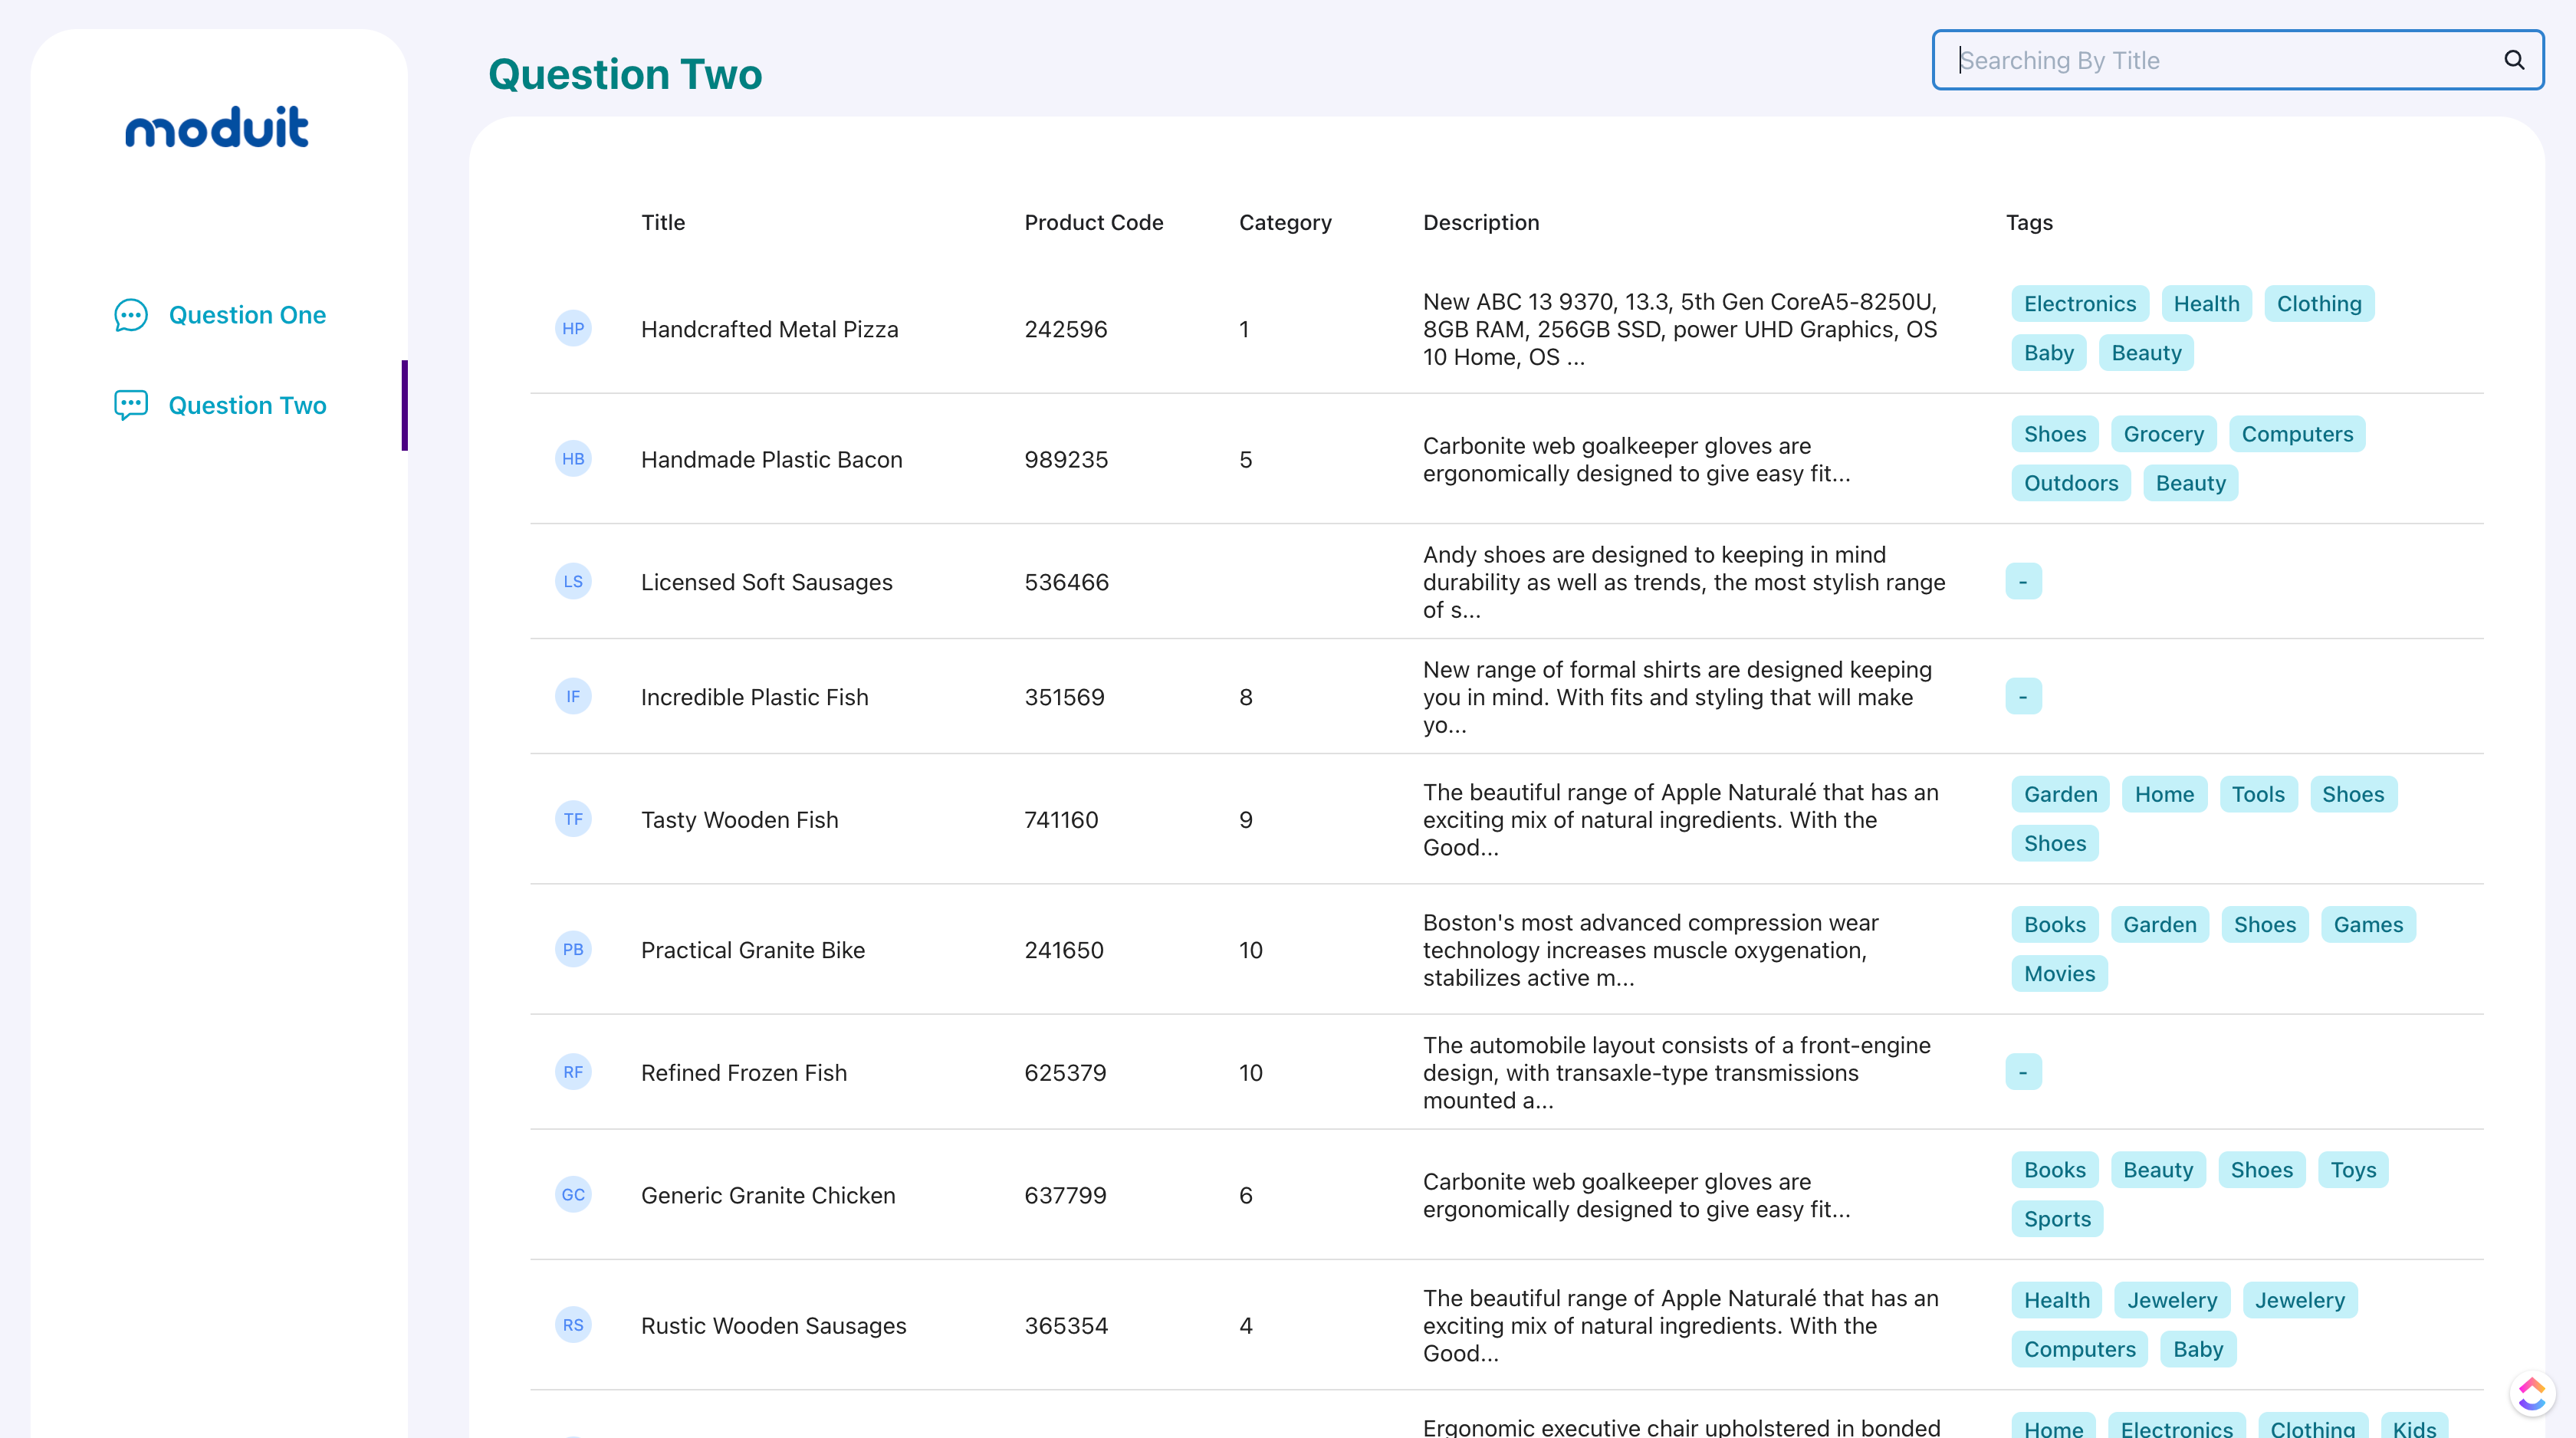 moduit
Question One
Question Two
Question Two
Searching By Title
Title Product Code Category Description Tags
HP Handcrafted Metal Pizza 242596 1
New ABC 13 9370, 13.3, 5th Gen CoreA5-8250U,
8GB RAM, 256GB SSD, power UHD Graphics, OS
10 Home, OS ...
Electronics Health Clothing
Baby Beauty
HB Handmade Plastic Bacon 989235 5
Carbonite web goalkeeper gloves are
ergonomically designed to give easy fit...
Shoes Grocery Computers
Outdoors Beauty
LS Licensed Soft Sausages 536466
Andy shoes are designed to keeping in mind
durability as well as trends, the most stylish range
of s...
-
IF Incredible Plastic Fish 351569 8
New range of formal shirts are designed keeping
you in mind. With fits and styling that will make
yo...
-
TF Tasty Wooden Fish 741160 9
The beautiful range of Apple Naturalé that has an
exciting mix of natural ingredients. With the
Good...
Garden Home Tools Shoes
Shoes
PB Practical Granite Bike 241650 10
Boston's most advanced compression wear
technology increases muscle oxygenation,
stabilizes active m...
Books Garden Shoes Games
Movies
RF Refined Frozen Fish 625379 10
The automobile layout consists of a front-engine
design, with transaxle-type transmissions
mounted a...
-
GC Generic Granite Chicken 637799 6
Carbonite web goalkeeper gloves are
ergonomically designed to give easy fit...
Books Beauty Shoes Toys
Sports
RS Rustic Wooden Sausages 365354 4
The beautiful range of Apple Naturalé that has an
exciting mix of natural ingredients. With the
Good...
Health Jewelery Jewelery
Computers Baby
Ergonomic executive chair upholstered in bonded
Home Electronics Clothing Kids